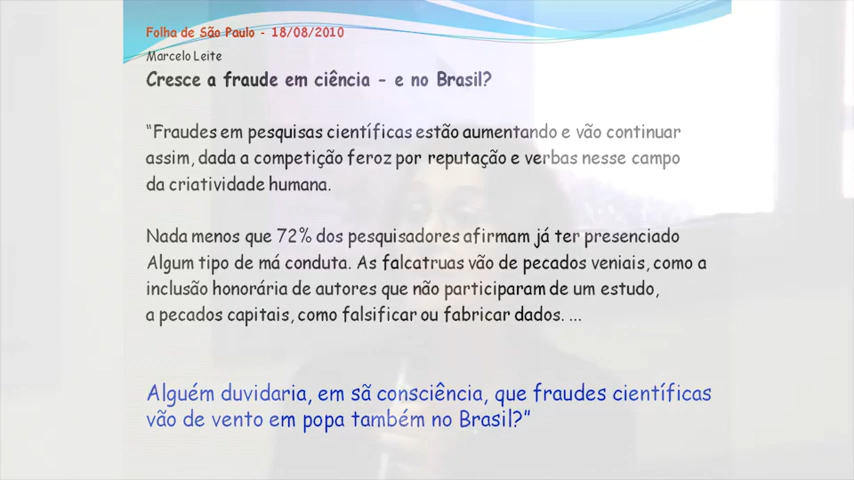 Folha de São Paulo - 18/08/2010
Marcelo Leite
Cresce a fraude em ciência - e no Brasil?
“Fraudes em pesquisas científicas estão aumentando e vão continuar
assim, dada a competição feroz por reputação e verbas nesse campo
da criatividade humana.
Nada menos que 72% dos pesquisadores afirmam já ter presenciado
Algum tipo de má conduta. As falcatruas vão de pecados veniais, como a
inclusão honorária de autores que não participaram de um estudo,
a pecados capitais, como falsificar ou fabricar dados. ...
Alguém duvidaria, em sã consciência, que fraudes científicas
vão de vento em popa também no Brasil?”